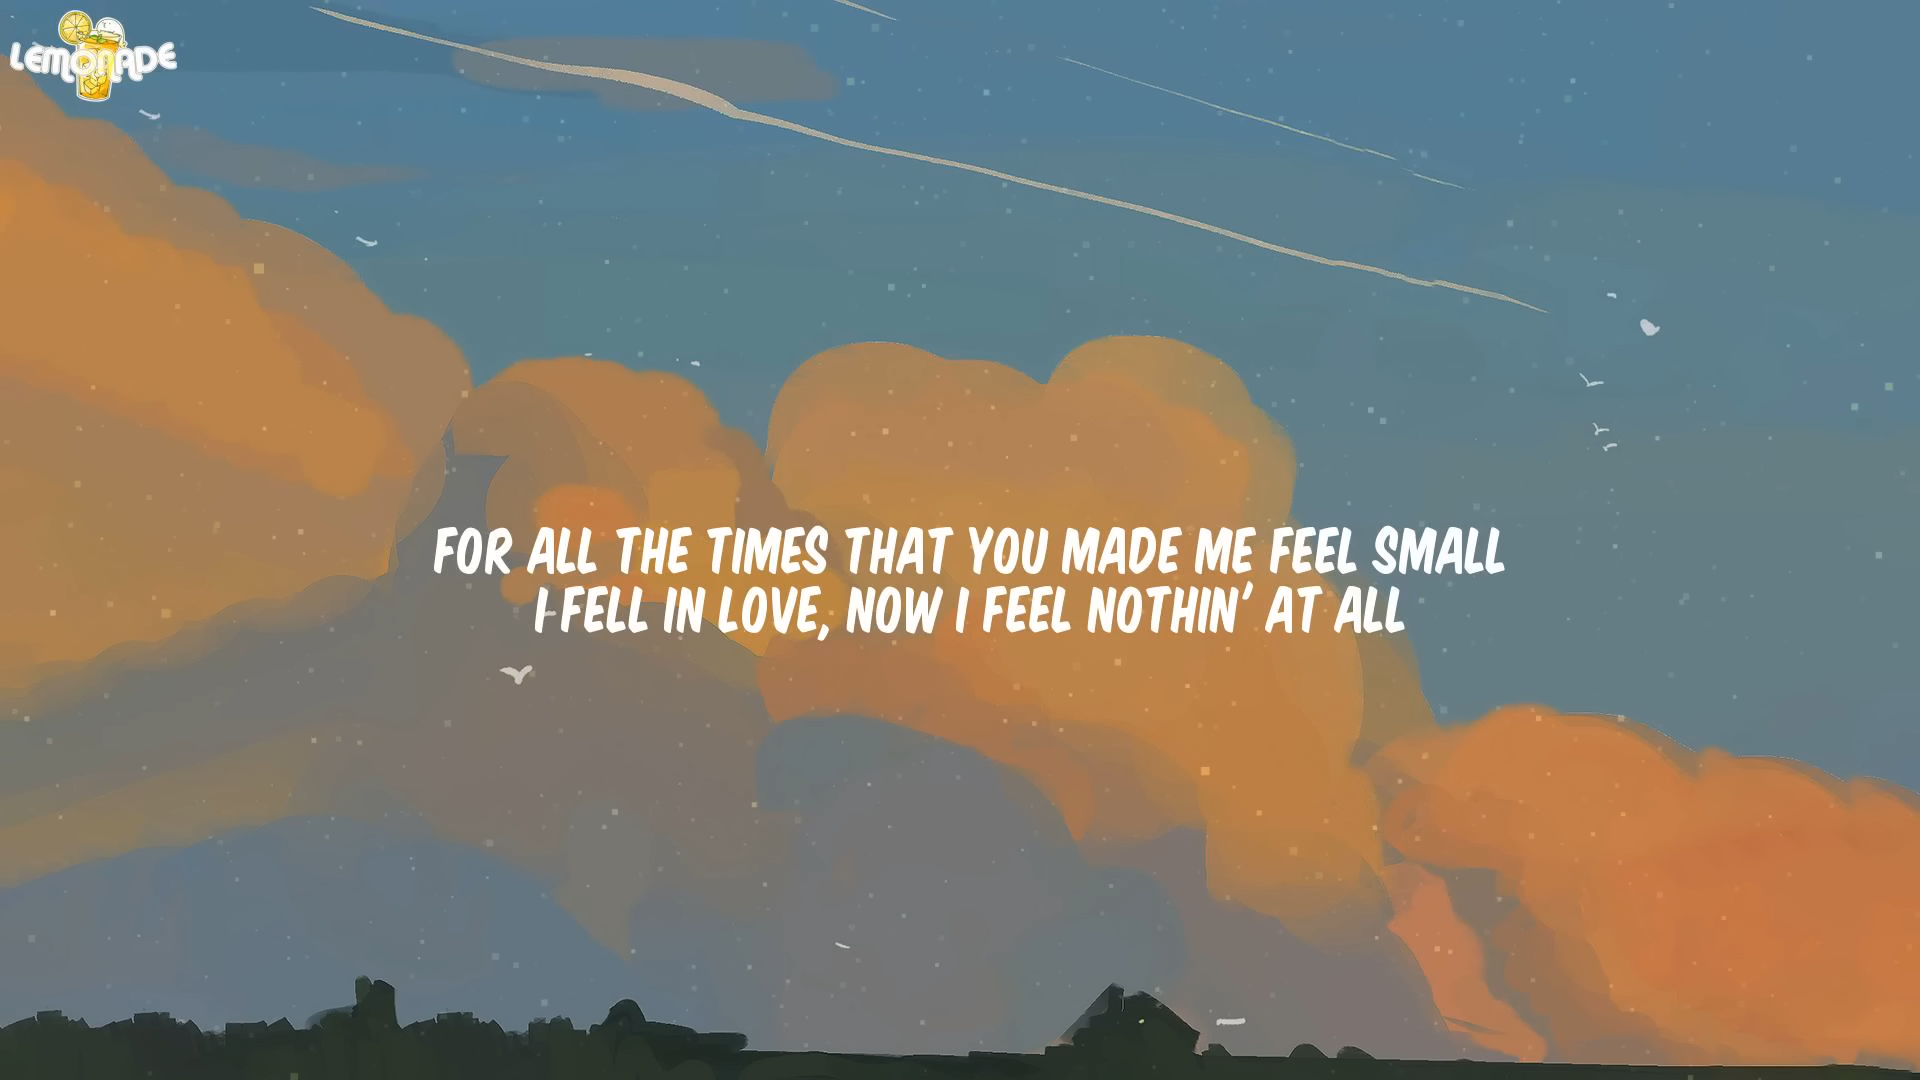 LEMONADE
FOR ALL THE TIMES THAT YOU MADE ME FEEL SMALL
I FELL IN LOVE, NOW I FEEL NOTHIN' AT ALL